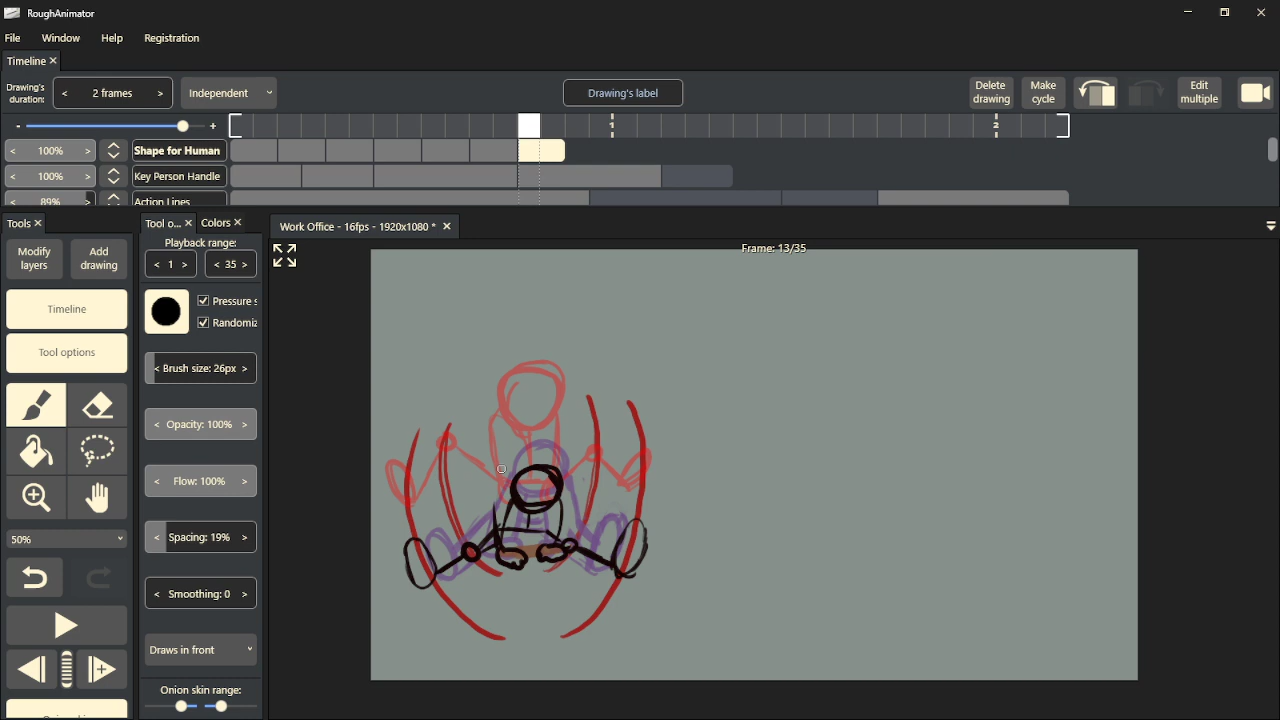 RoughAnimator
File Window Help Registration
Timeline
Drawing's duration: < 2 frames > Independent Drawing's label Delete drawing Make cycle Edit multiple
- + 1 2
< 100% > Shape for Human
< 100% > Key Person Handle
89% Action Lines
Tools Tool o... Colors Work Office - 16fps - 1920x1080 *
Modify layers Add drawing Playback range: Frame: 13/35
< 1 > < 35 >
Timeline
Pressure s
Randomiz
Tool options
< Brush size: 26px >
< Opacity: 100% >
< Flow: 100% >
50%
< Spacing: 19% >
< Smoothing: 0 >
Draws in front
Onion skin range: